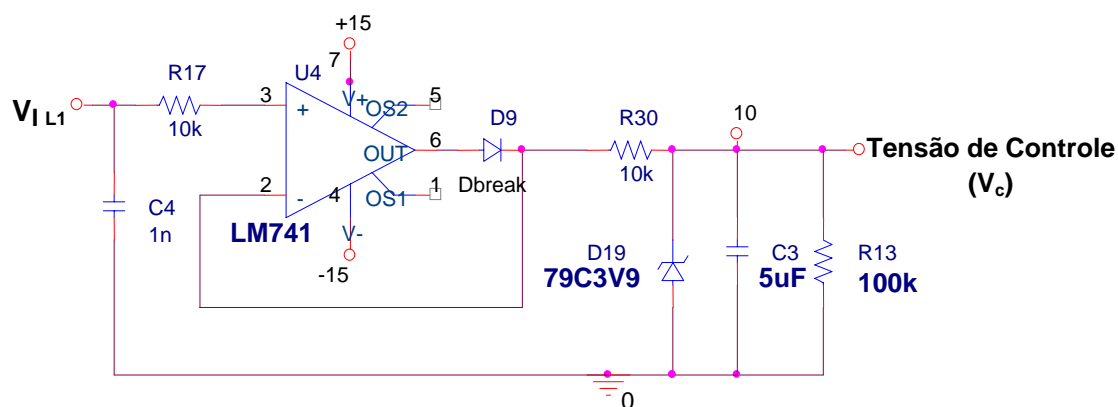 +15
7
R17
U4
V_I L1
3
+
V+
OS2
5
10k
D9
R30
10
6
OUT
Dbreak
10k
Tensão de Controle
(Vc)
2
-
4
OS1
1
C4
1n
LM741
V-
-15
D19
79C3V9
C3
5uF
R13
100k
0